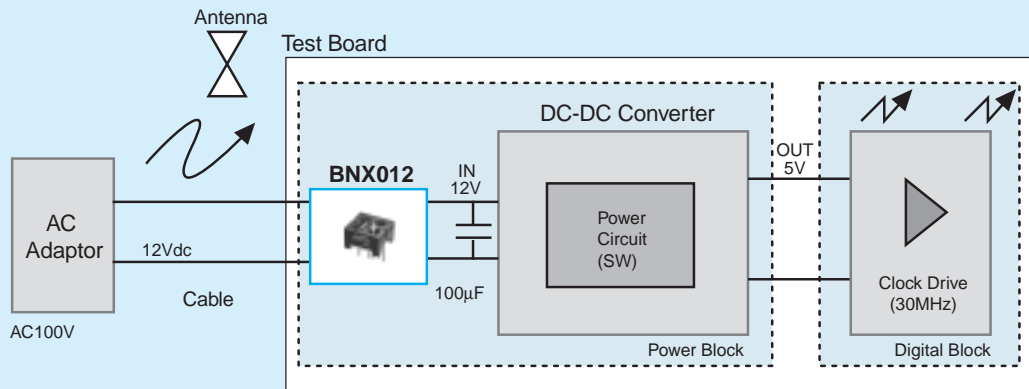 Antenna
Test Board
DC-DC Converter
BNX012
IN
12V
OUT
5V
AC
Adaptor
Power
Circuit
(SW)
12Vdc
Cable
100μF
Clock Drive
(30MHz)
AC100V
Power Block
Digital Block